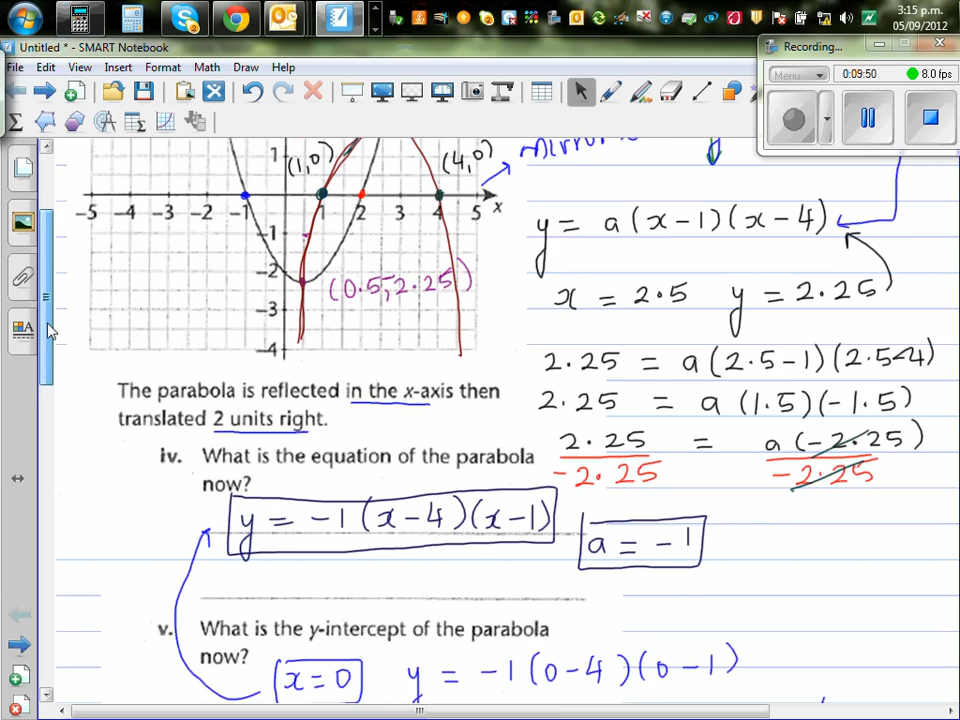 3:15 p.m.
05/09/2012
Untitled * - SMART Notebook
Recording...
File Edit View Insert Format Math Draw Help
Menu
0:09:50
8.0 fps
1
(1,0)
(4,0)
y = a(x-1)(x-4)
-5 -4 -3 -2 -1 1 2 3 4 5 x
-1
-2
(0.5,-2.25)
-3
-4
x = 2.5 y = 2.25
2.25 = a(2.5-1)(2.5-4)
2.25 = a(1.5)(-1.5)
2.25 = a(-2.25)
-2.25 -2.25
The parabola is reflected in the x-axis then
translated 2 units right.
iv. What is the equation of the parabola
now?
y = -1(x-4)(x-1)
a = -1
v. What is the y-intercept of the parabola
now?
x=0 y = -1(0-4)(0-1)